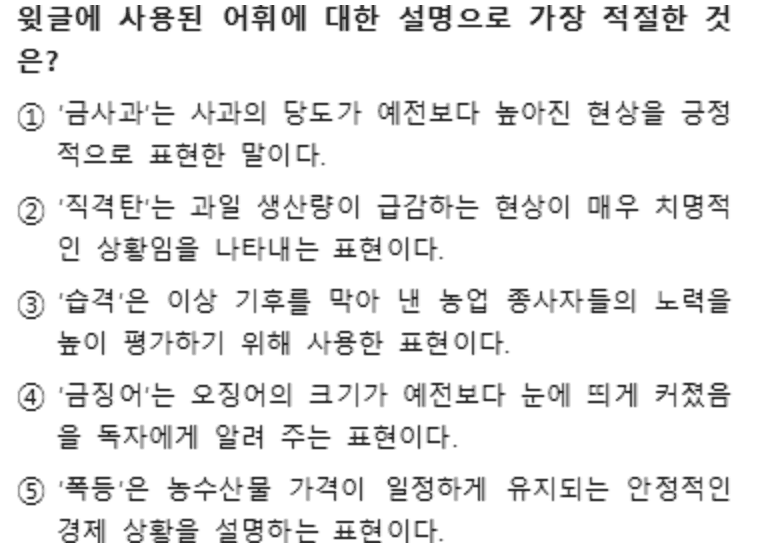 윗글에 사용된 어휘에 대한 설명으로 가장 적절한 것
은?
① '금사과'는 사과의 당도가 예전보다 높아진 현상을 긍정
적으로 표현한 말이다.
② '직격탄'는 과일 생산량이 급감하는 현상이 매우 치명적
인 상황임을 나타내는 표현이다.
③ '습격'은 이상 기후를 막아 낸 농업 종사자들의 노력을
높이 평가하기 위해 사용한 표현이다.
④ '금징어'는 오징어의 크기가 예전보다 눈에 띄게 커졌음
을 독자에게 알려 주는 표현이다.
⑤ '폭등'은 농수산물 가격이 일정하게 유지되는 안정적인
경제 상황을 설명하는 표현이다.